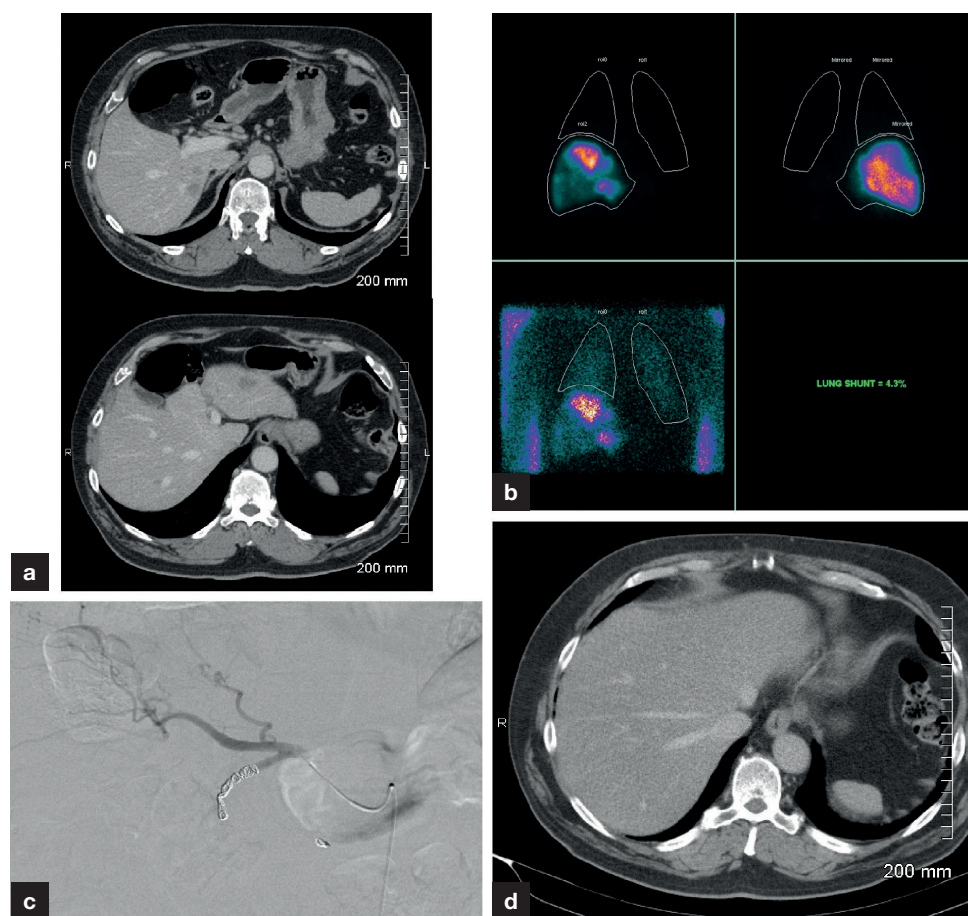 R
L
200 mm
R
L
200 mm
a
roi0
roi1
roi2
Mirrored
Mirrored
Mirrored
roi0
roi1
LUNG SHUNT = 4.3%
b
c
R
200 mm
d